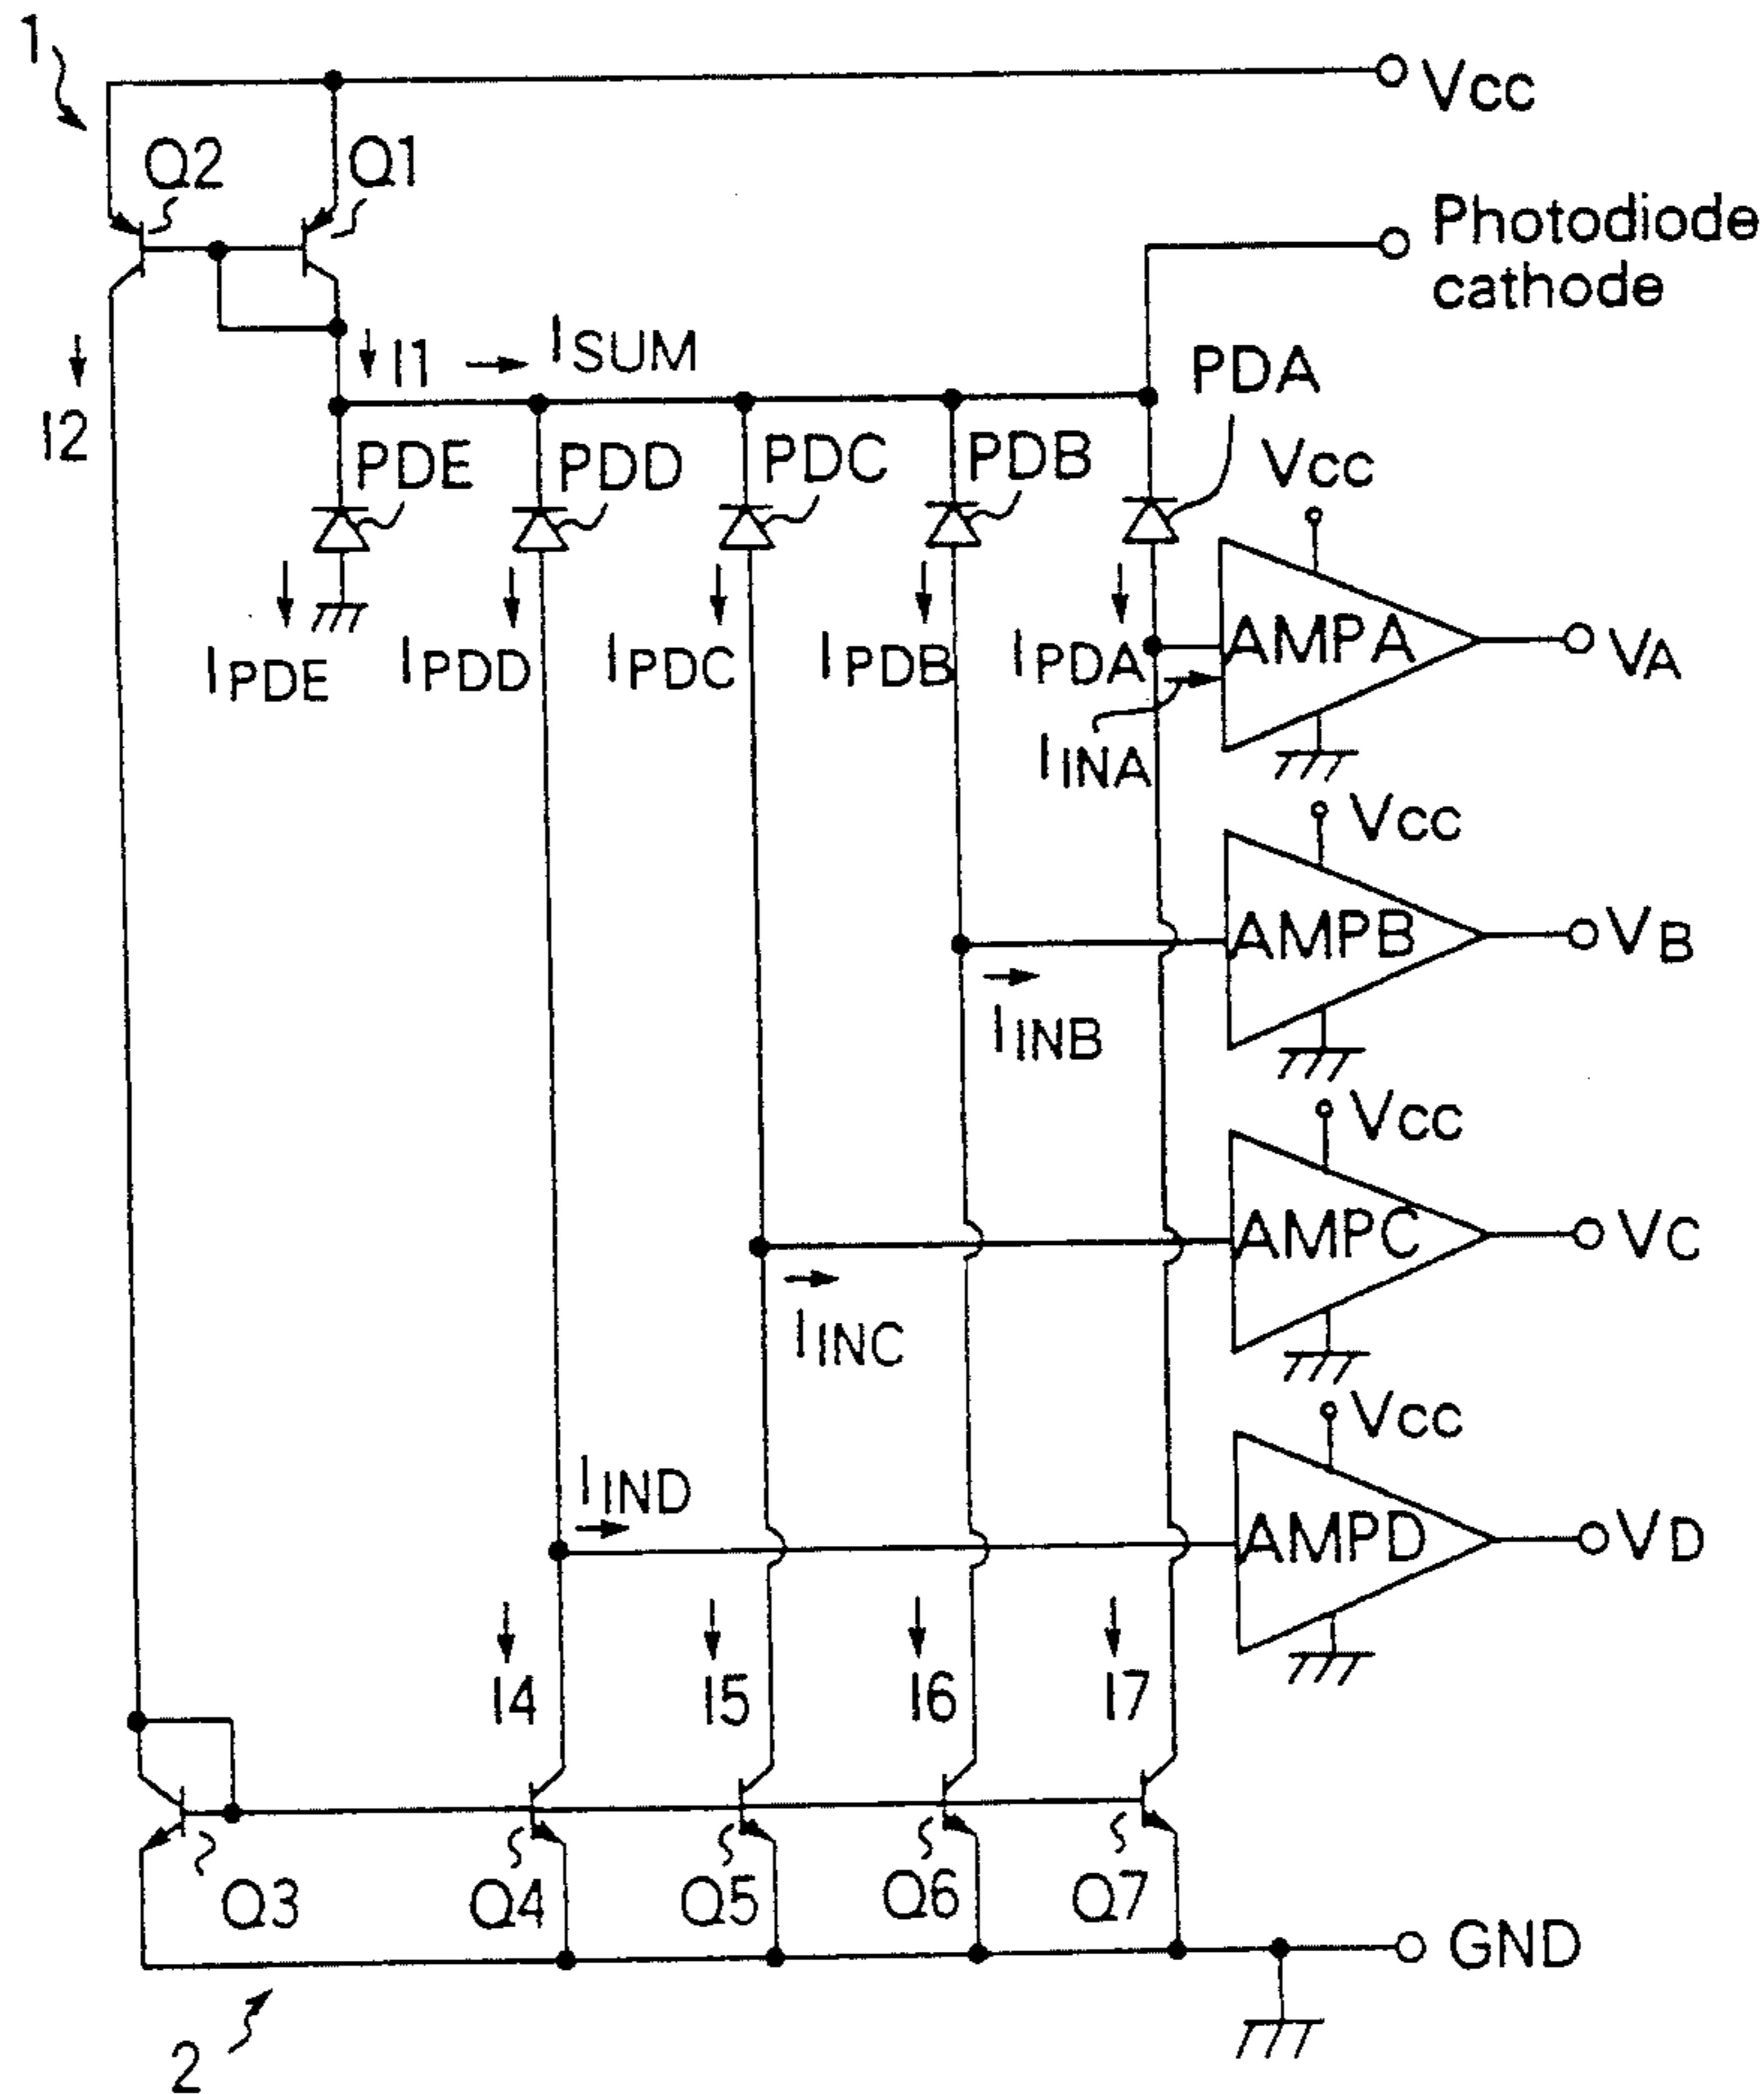 1
Vcc
Q2
Q1
Photodiode
cathode
I1
ISUM
PDA
I2
PDE
PDD
PDC
PDB
Vcc
IPDE
IPDD
IPDC
IPDB
IPDA
AMPA
VA
IINA
Vcc
AMPB
VB
IINB
Vcc
AMPC
VC
IINC
Vcc
IIND
AMPD
VD
I4
I5
I6
I7
Q3
Q4
Q5
Q6
Q7
GND
2